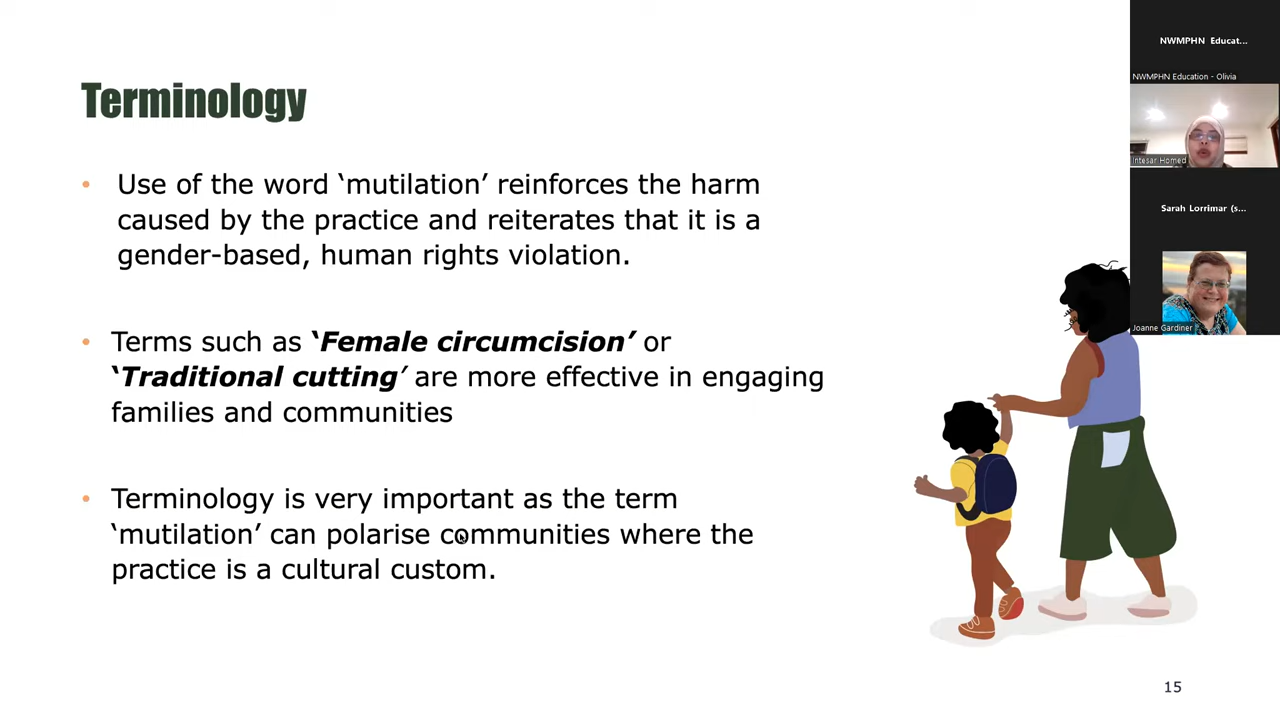 Terminology
• Use of the word ‘mutilation’ reinforces the harm
caused by the practice and reiterates that it is a
gender-based, human rights violation.
• Terms such as ‘Female circumcision’ or
‘Traditional cutting’ are more effective in engaging
families and communities
• Terminology is very important as the term
‘mutilation’ can polarise communities where the
practice is a cultural custom.
15
NWMPHN Educat...
NWMPHN Education - Olivia
Intesar Homed
Sarah Lorrimar (s...
Joanne Gardiner